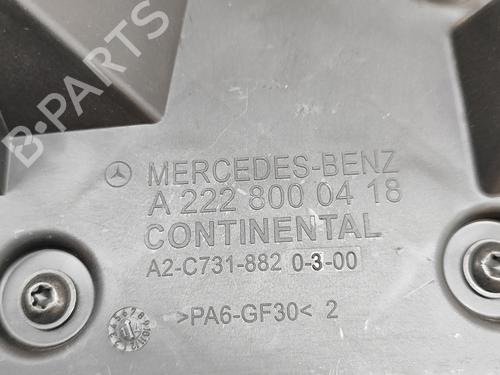 B-PARTS
MERCEDES-BENZ
A 222 800 04 18
CONTINENTAL
A2-C731-882 0-3-00
>PA6-GF30< 2